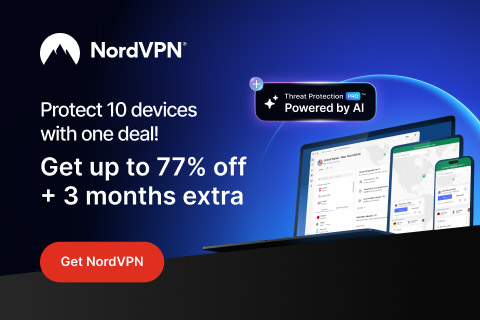 NordVPN®
Threat Protection PRO™
Powered by AI
Protect 10 devices
with one deal!
Get up to 77% off
+ 3 months extra
Get NordVPN